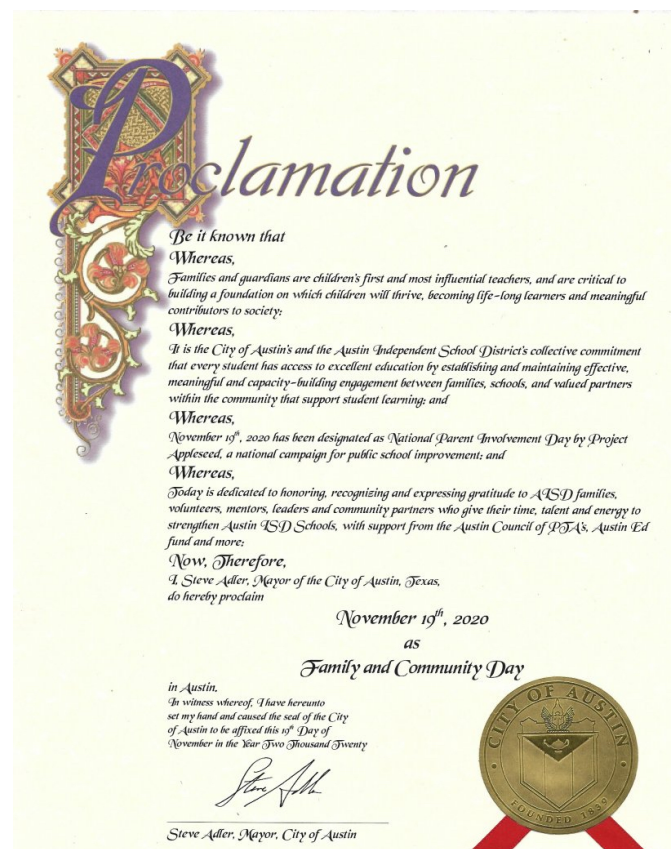 Proclamation
Be it known that
Whereas,
Families and guardians are children's first and most influential teachers, and are critical to
building a foundation on which children will thrive, becoming life-long learners and meaningful
contributors to society;
Whereas,
It is the City of Austin's and the Austin Independent School District's collective commitment
that every student has access to excellent education by establishing and maintaining effective,
meaningful and capacity-building engagement between families, schools, and valued partners
within the community that support student learning; and
Whereas,
November 19th, 2020 has been designated as National Parent Involvement Day by Project
Appleseed, a national campaign for public school improvement; and
Whereas,
Today is dedicated to honoring, recognizing and expressing gratitude to AISD families,
volunteers, mentors, leaders and community partners who give their time, talent and energy to
strengthen Austin ISD Schools, with support from the Austin Council of PTA's, Austin Ed
fund and more;
Now, Therefore,
I, Steve Adler, Mayor of the City of Austin, Texas,
do hereby proclaim
November 19th, 2020
as
Family and Community Day
in Austin.
In witness whereof, I have hereunto
set my hand and caused the seal of the City
of Austin to be affixed this 19th Day of
November in the Year Two Thousand Twenty
Steve Adler
Steve Adler, Mayor, City of Austin
CITY OF AUSTIN
FOUNDED 1839